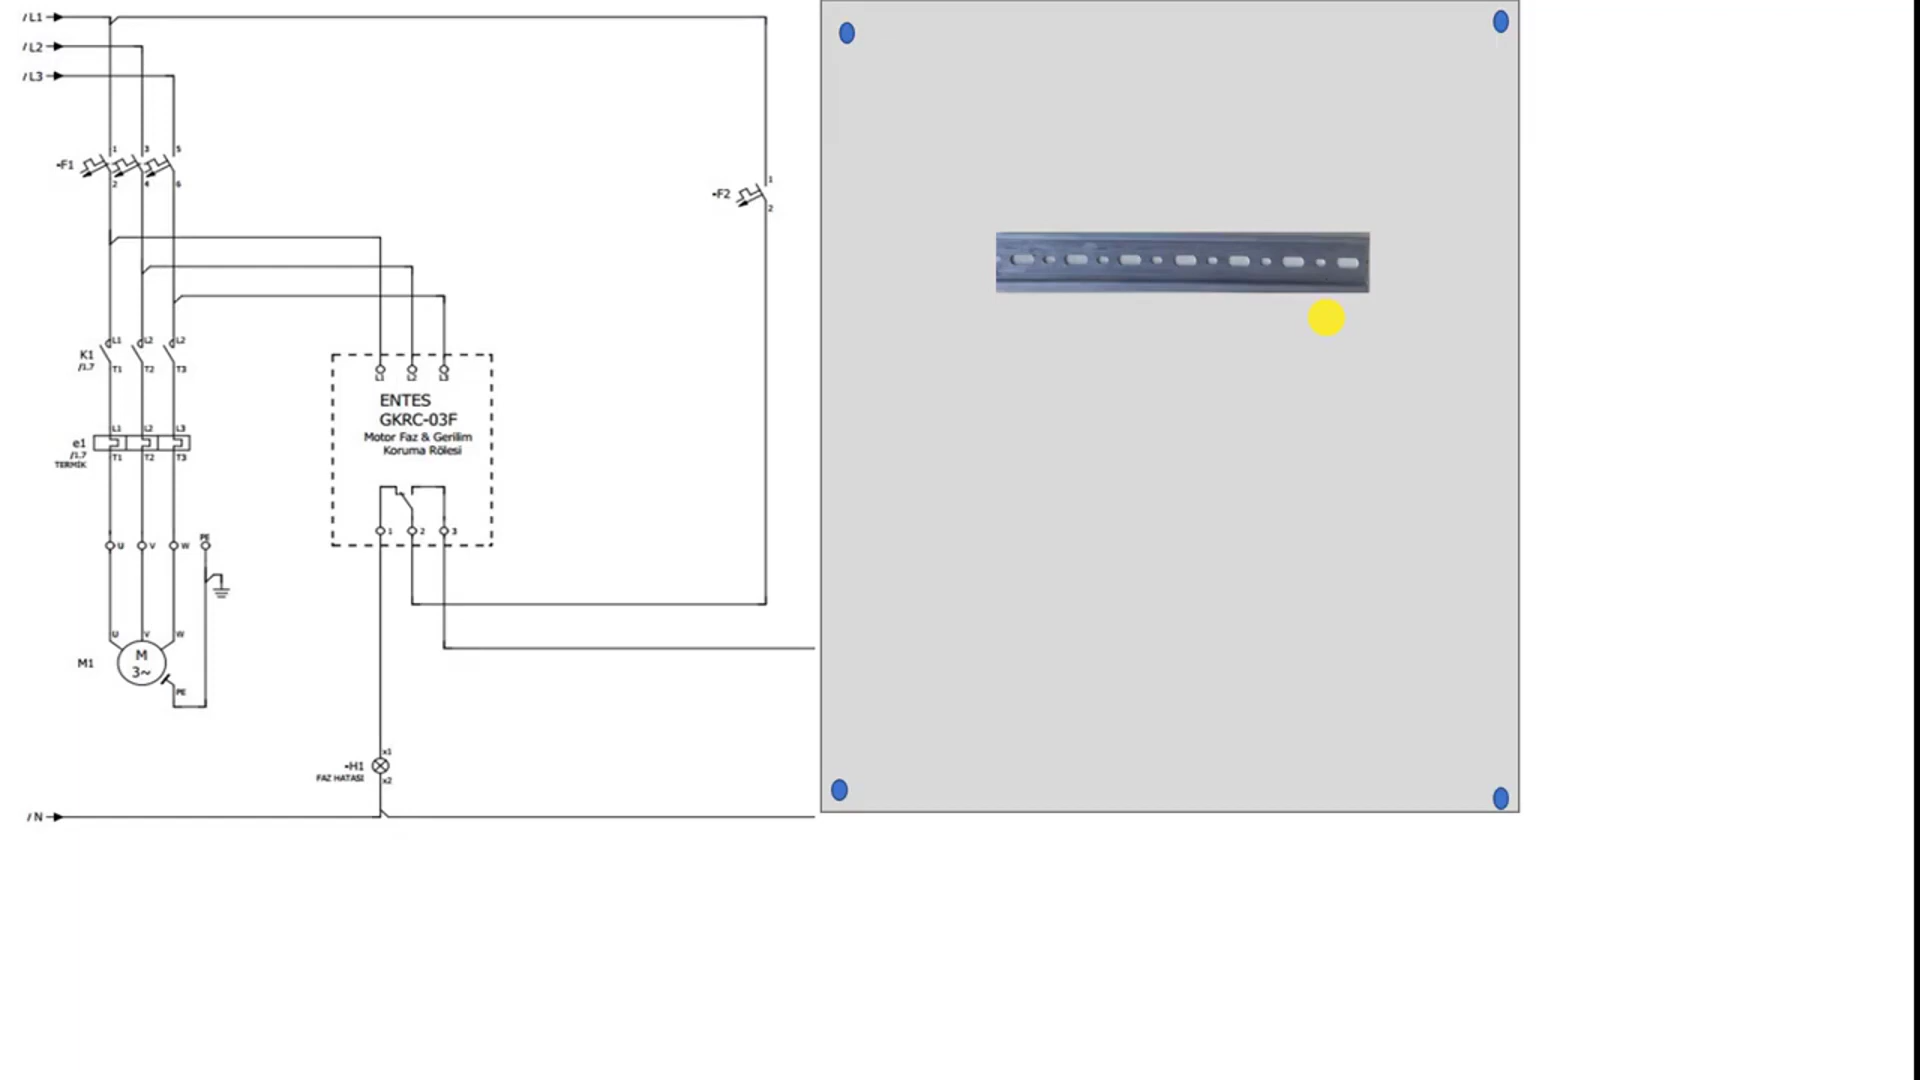 / L1
/ L2
/ L3
-F1
1
3
5
2
4
6
-F2
1
2
K1
/1.7
L1
L2
L2
T1
T2
T3
L1
L2
L3
ENTES
GKRC-03F
Motor Faz & Gerilim
Koruma Rölesi
e1
/1.7
TERMİK
L1
L2
L3
T1
T2
T3
1
2
3
U
V
W
PE
U
V
W
M1
M
3~
PE
-H1
FAZ HATASI
x1
x2
/ N